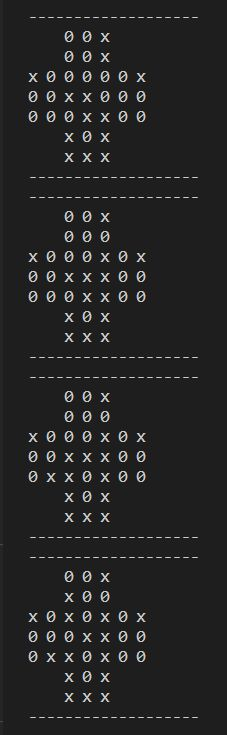 -------------------
0 0 x
0 0 x
x 0 0 0 0 0 x
0 0 x x 0 0 0
0 0 0 x x 0 0
x 0 x
x x x
-------------------
-------------------
0 0 x
0 0 0
x 0 0 0 x 0 x
0 0 x x x 0 0
0 0 0 x x 0 0
x 0 x
x x x
-------------------
-------------------
0 0 x
0 0 0
x 0 0 0 x 0 x
0 0 x x x 0 0
0 x x 0 x 0 0
x 0 x
x x x
-------------------
-------------------
0 0 x
x 0 0
x 0 x 0 x 0 x
0 0 0 x x 0 0
0 x x 0 x 0 0
x 0 x
x x x
-------------------